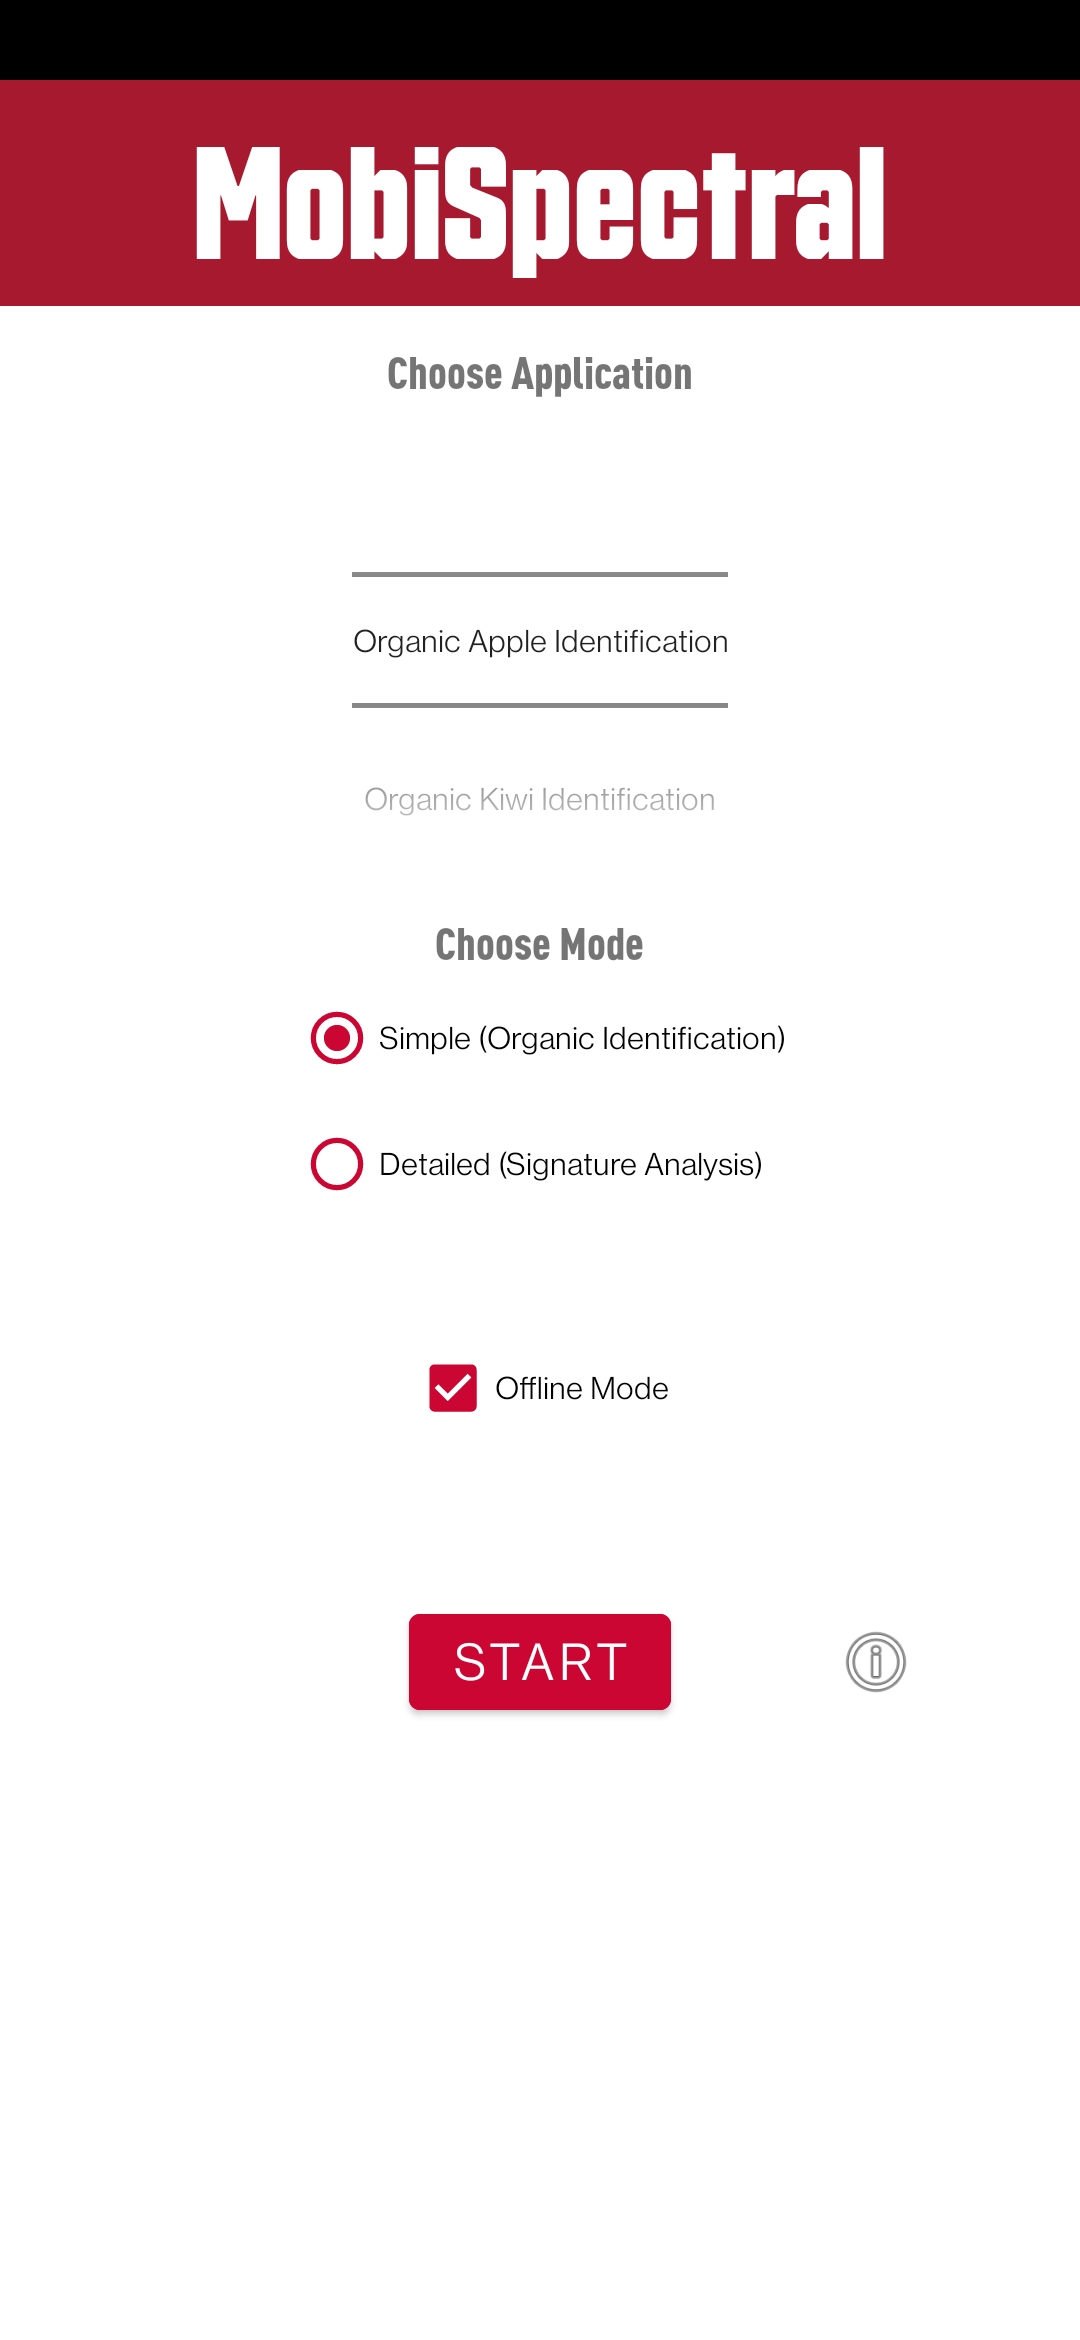 MobiSpectral
Choose Application
Organic Apple Identification
Organic Kiwi Identification
Choose Mode
Simple (Organic Identification)
Detailed (Signature Analysis)
Offline Mode
START